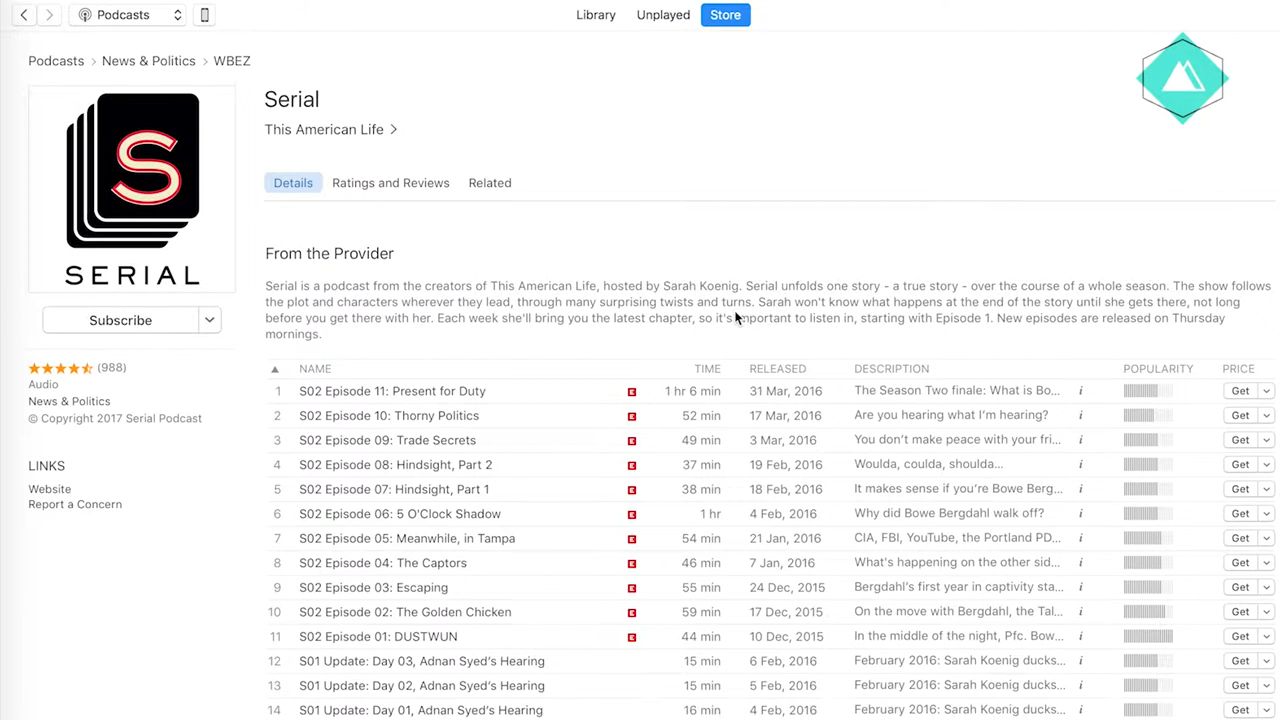 Podcasts
Library Unplayed Store
Podcasts > News & Politics > WBEZ
S
SERIAL
Subscribe
(988)
Audio
News & Politics
© Copyright 2017 Serial Podcast
LINKS
Website
Report a Concern
Serial
This American Life >
Details Ratings and Reviews Related
From the Provider
Serial is a podcast from the creators of This American Life, hosted by Sarah Koenig. Serial unfolds one story - a true story - over the course of a whole season. The show follows
the plot and characters wherever they lead, through many surprising twists and turns. Sarah won't know what happens at the end of the story until she gets there, not long
before you get there with her. Each week she'll bring you the latest chapter, so it's important to listen in, starting with Episode 1. New episodes are released on Thursday
mornings.
NAME TIME RELEASED DESCRIPTION POPULARITY PRICE
1 S02 Episode 11: Present for Duty E 1 hr 6 min 31 Mar, 2016 The Season Two finale: What is Bo... i Get
2 S02 Episode 10: Thorny Politics E 52 min 17 Mar, 2016 Are you hearing what I'm hearing? i Get
3 S02 Episode 09: Trade Secrets E 49 min 3 Mar, 2016 You don't make peace with your fri... i Get
4 S02 Episode 08: Hindsight, Part 2 E 37 min 19 Feb, 2016 Woulda, coulda, shoulda... i Get
5 S02 Episode 07: Hindsight, Part 1 E 38 min 18 Feb, 2016 It makes sense if you're Bowe Berg... i Get
6 S02 Episode 06: 5 O'Clock Shadow E 1 hr 4 Feb, 2016 Why did Bowe Bergdahl walk off? i Get
7 S02 Episode 05: Meanwhile, in Tampa E 54 min 21 Jan, 2016 CIA, FBI, YouTube, the Portland PD... i Get
8 S02 Episode 04: The Captors E 46 min 7 Jan, 2016 What's happening on the other sid... i Get
9 S02 Episode 03: Escaping E 55 min 24 Dec, 2015 Bergdahl's first year in captivity sta... i Get
10 S02 Episode 02: The Golden Chicken E 59 min 17 Dec, 2015 On the move with Bergdahl, the Tal... i Get
11 S02 Episode 01: DUSTWUN E 44 min 10 Dec, 2015 In the middle of the night, Pfc. Bow... i Get
12 S01 Update: Day 03, Adnan Syed's Hearing 15 min 6 Feb, 2016 February 2016: Sarah Koenig ducks... i Get
13 S01 Update: Day 02, Adnan Syed's Hearing 15 min 5 Feb, 2016 February 2016: Sarah Koenig ducks... i Get
14 S01 Update: Day 01, Adnan Syed's Hearing 16 min 4 Feb, 2016 February 2016: Sarah Koenig ducks... i Get